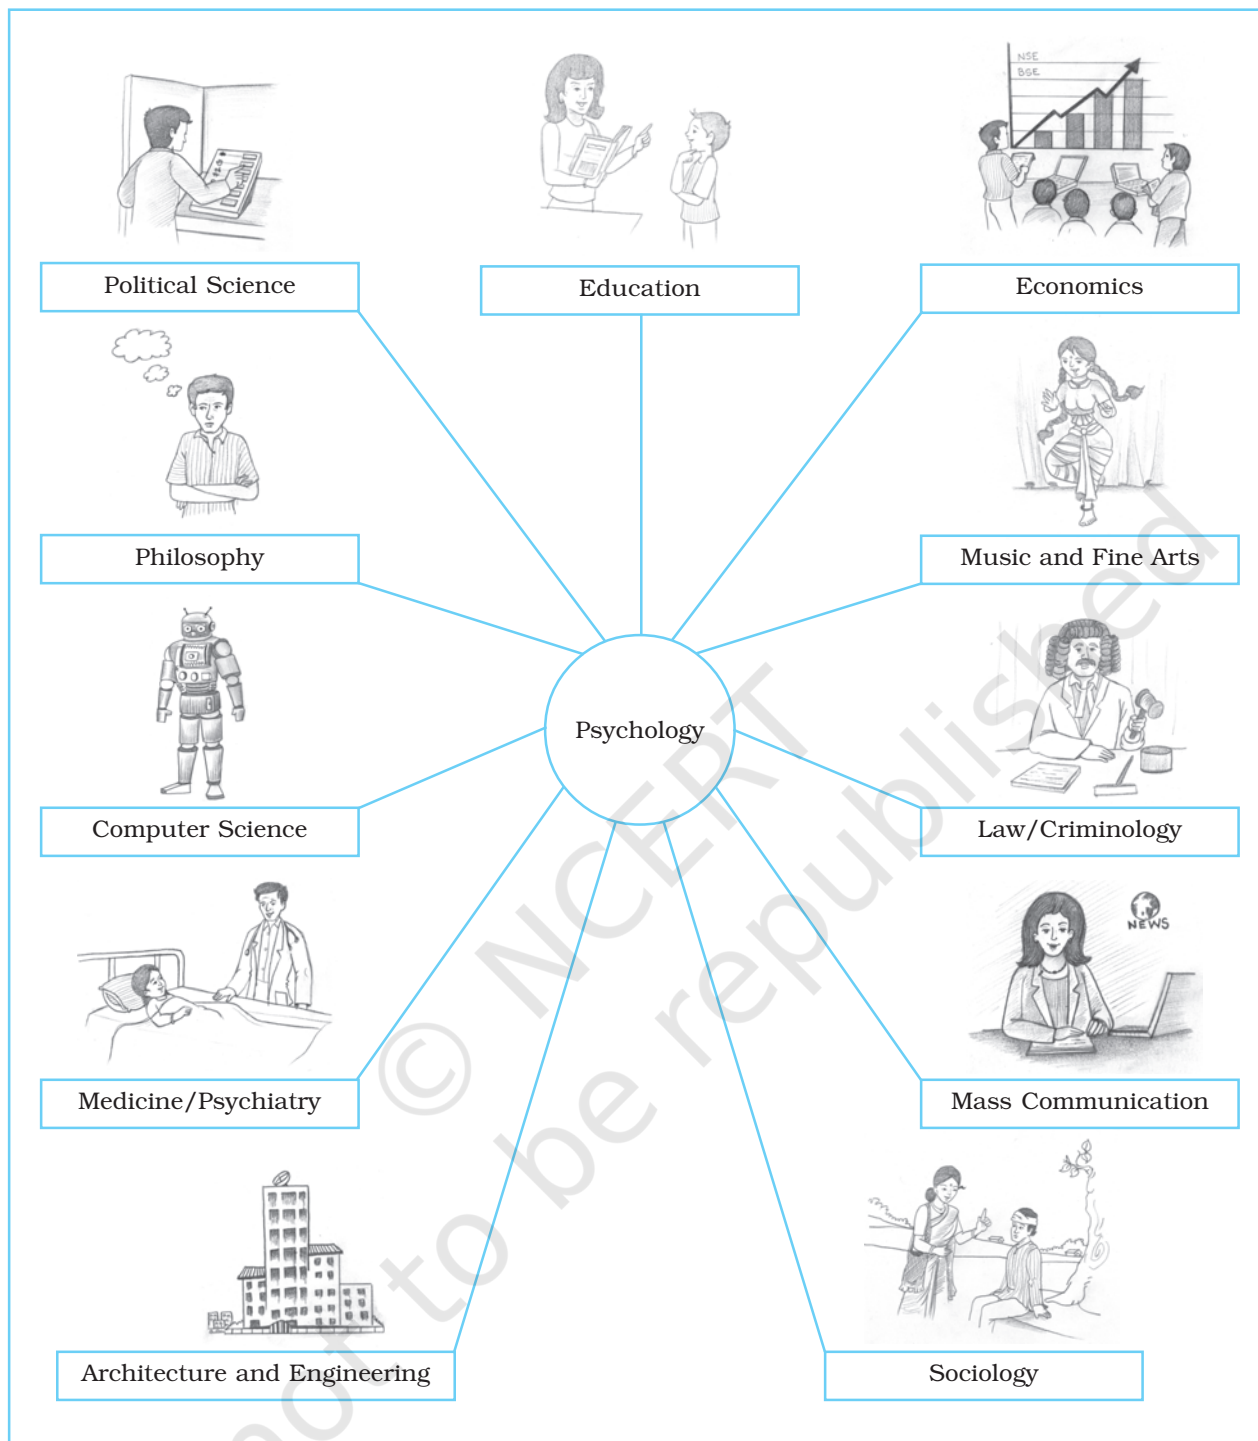 NSE
BSE
Political Science
Education
Economics
Philosophy
Music and Fine Arts
Psychology
Computer Science
Law/Criminology
NEWS
Medicine/Psychiatry
Mass Communication
Architecture and Engineering
Sociology
© NCERT
not to be republished